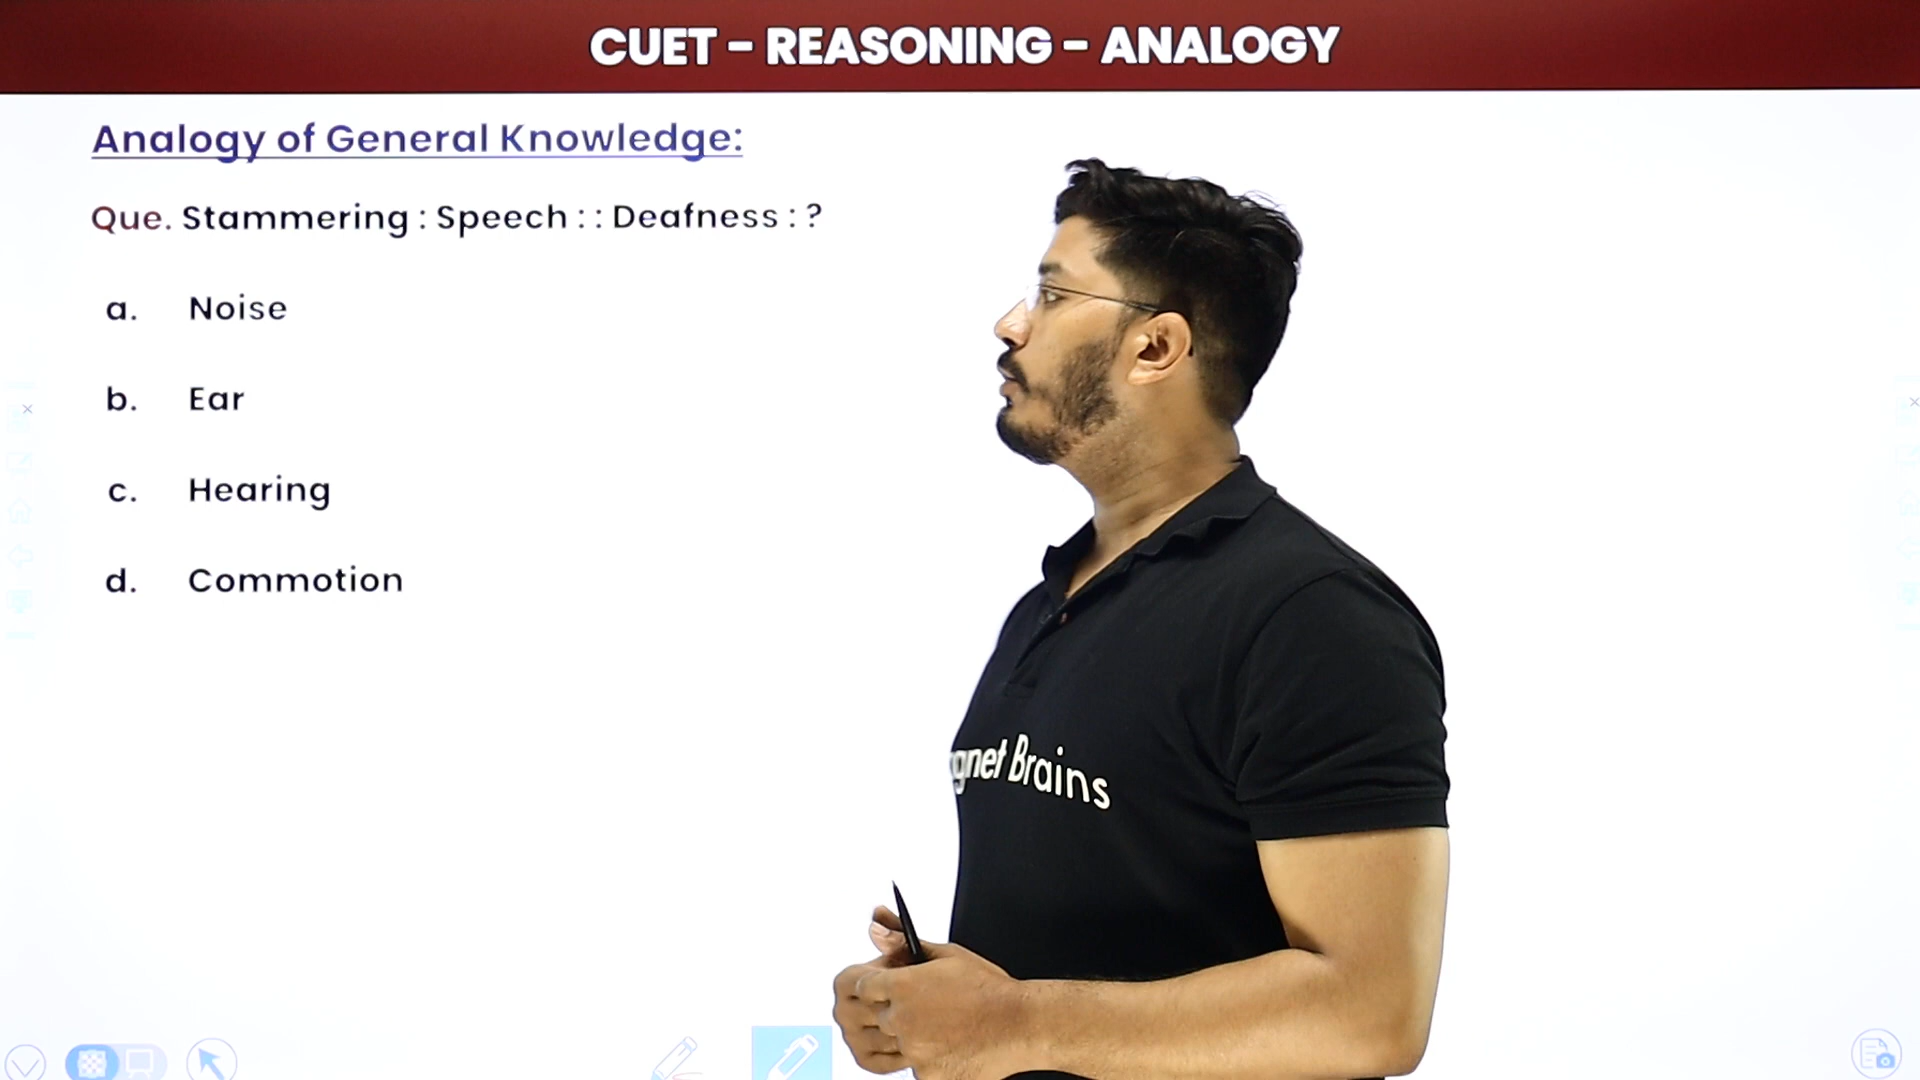 CUET - REASONING - ANALOGY
Analogy of General Knowledge:
Que. Stammering : Speech : : Deafness : ?
a. Noise
b. Ear
c. Hearing
d. Commotion
gnet Brains